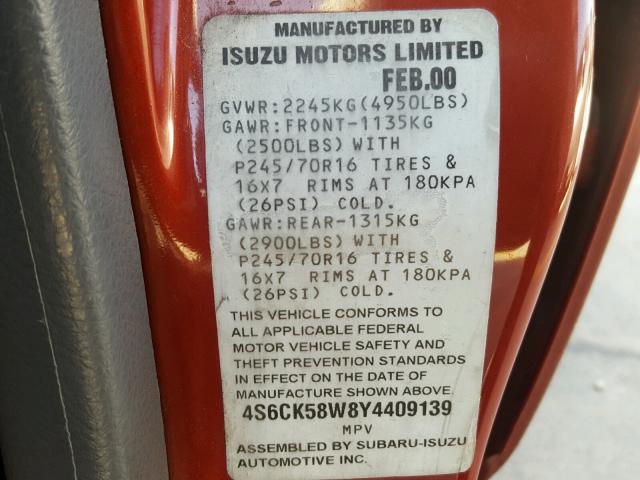 MANUFACTURED BY
ISUZU MOTORS LIMITED
FEB.00
GVWR:2245KG(4950LBS)
GAWR:FRONT-1135KG
(2500LBS) WITH
P245/70R16 TIRES &
16X7 RIMS AT 180KPA
(26PSI) COLD.
GAWR:REAR-1315KG
(2900LBS) WITH
P245/70R16 TIRES &
16X7 RIMS AT 180KPA
(26PSI) COLD.
THIS VEHICLE CONFORMS TO
ALL APPLICABLE FEDERAL
MOTOR VEHICLE SAFETY AND
THEFT PREVENTION STANDARDS
IN EFFECT ON THE DATE OF
MANUFACTURE SHOWN ABOVE.
4S6CK58W8Y4409139
MPV
ASSEMBLED BY SUBARU-ISUZU
AUTOMOTIVE INC.